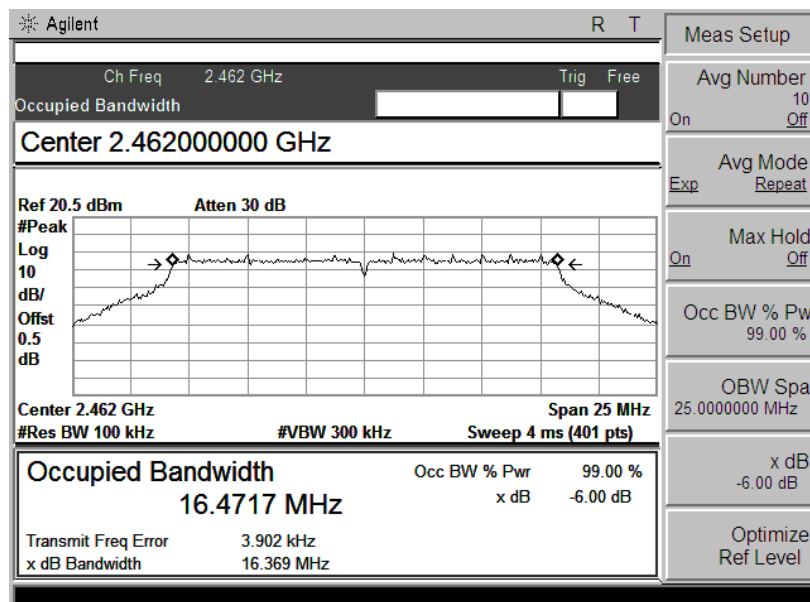 Agilent R T
Ch Freq 2.462 GHz Trig Free
Occupied Bandwidth
Center 2.462000000 GHz
Ref 20.5 dBm Atten 30 dB
#Peak
Log
10
dB/
Offst
0.5
dB
Center 2.462 GHz Span 25 MHz
#Res BW 100 kHz #VBW 300 kHz Sweep 4 ms (401 pts)
Occupied Bandwidth
16.4717 MHz
Occ BW % Pwr 99.00 %
x dB -6.00 dB
Transmit Freq Error 3.902 kHz
x dB Bandwidth 16.369 MHz
Meas Setup
Avg Number
10
On Off
Avg Mode
Exp Repeat
Max Hold
On Off
Occ BW % Pw
99.00 %
OBW Spa
25.0000000 MHz
x dB
-6.00 dB
Optimize
Ref Level